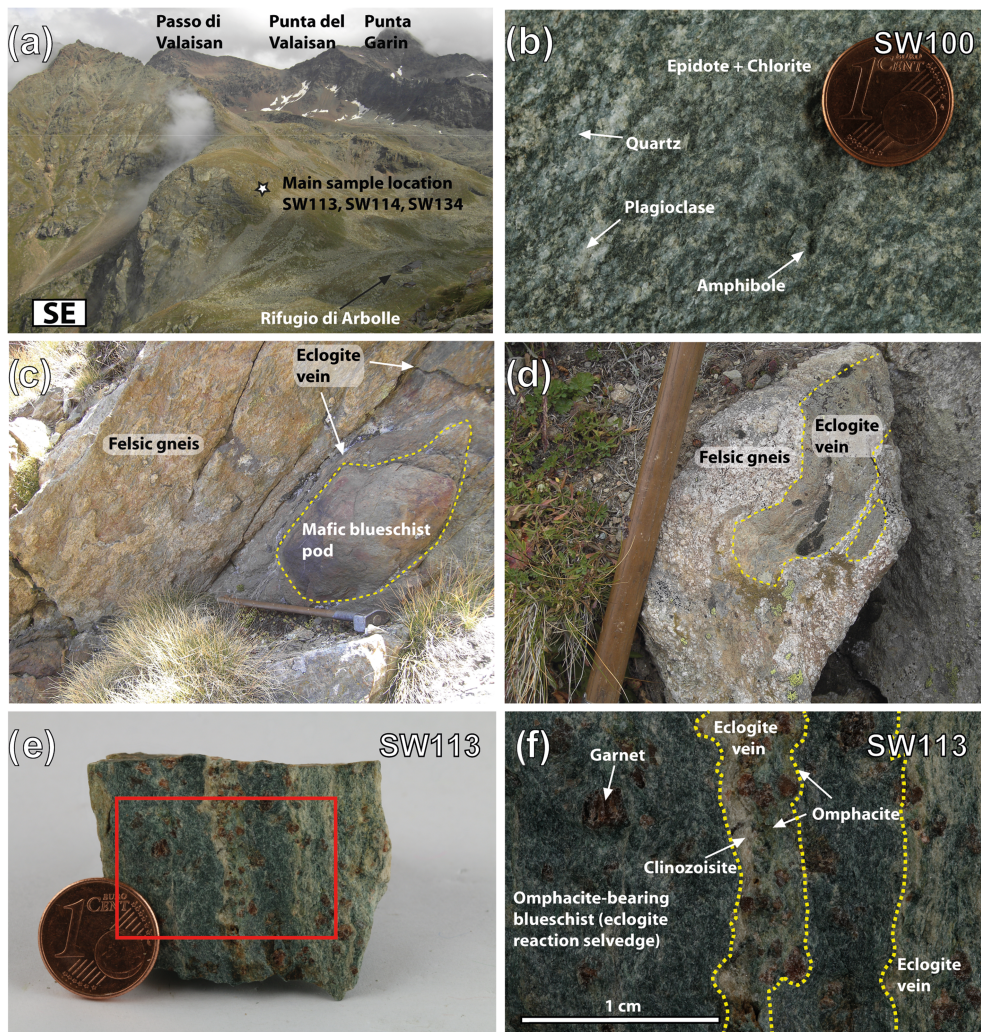 (a)
Passo di
Valaisan
Punta del
Valaisan
Punta
Garin
Main sample location
SW113, SW114, SW134
Rifugio di Arbolle
SE
(b)
SW100
Epidote + Chlorite
Quartz
Plagioclase
Amphibole
1
EURO
CENT
(c)
Eclogite
vein
Felsic gneis
Mafic blueschist
pod
(d)
Eclogite
vein
Felsic gneis
(e)
SW113
1
EURO
CENT
(f)
SW113
Eclogite
vein
Garnet
Omphacite
Clinozoisite
Omphacite-bearing
blueschist (eclogite
reaction selvedge)
Eclogite
vein
1 cm